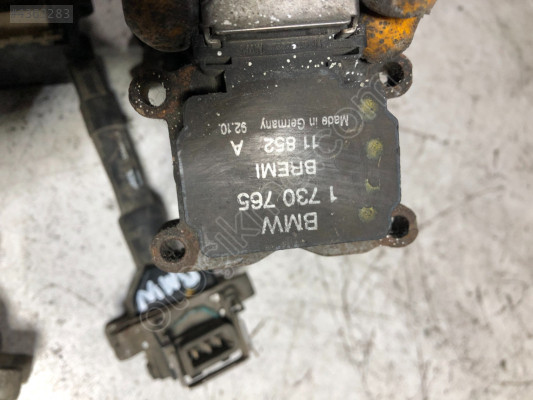 BMW
1 730 765
BREMI
11 852 A
Made in Germany 92.10.